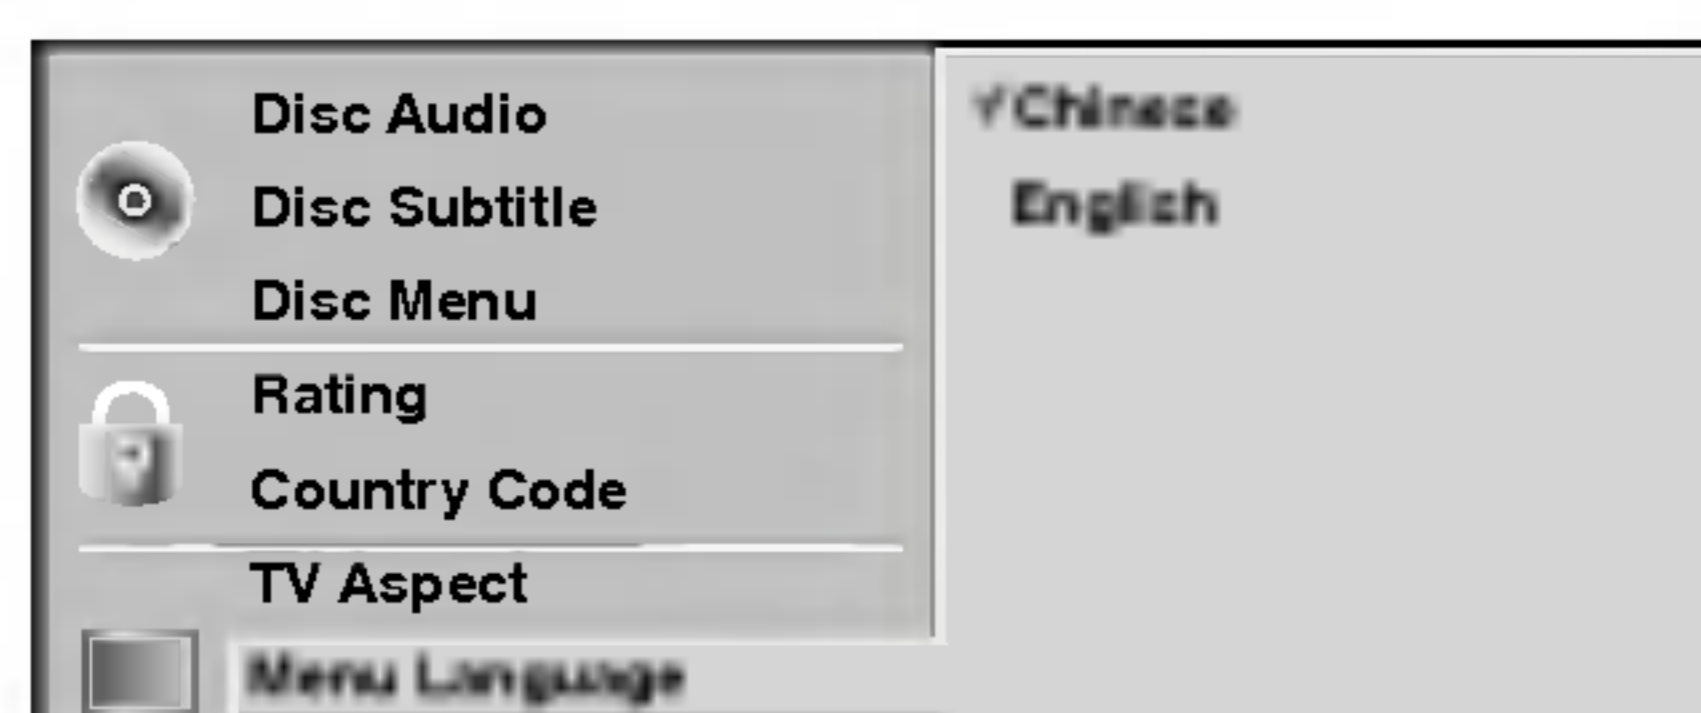 Disc Audio
Disc Subtitle
Disc Menu
Rating
Country Code
TV Aspect
Menu Language
√Chinese
English